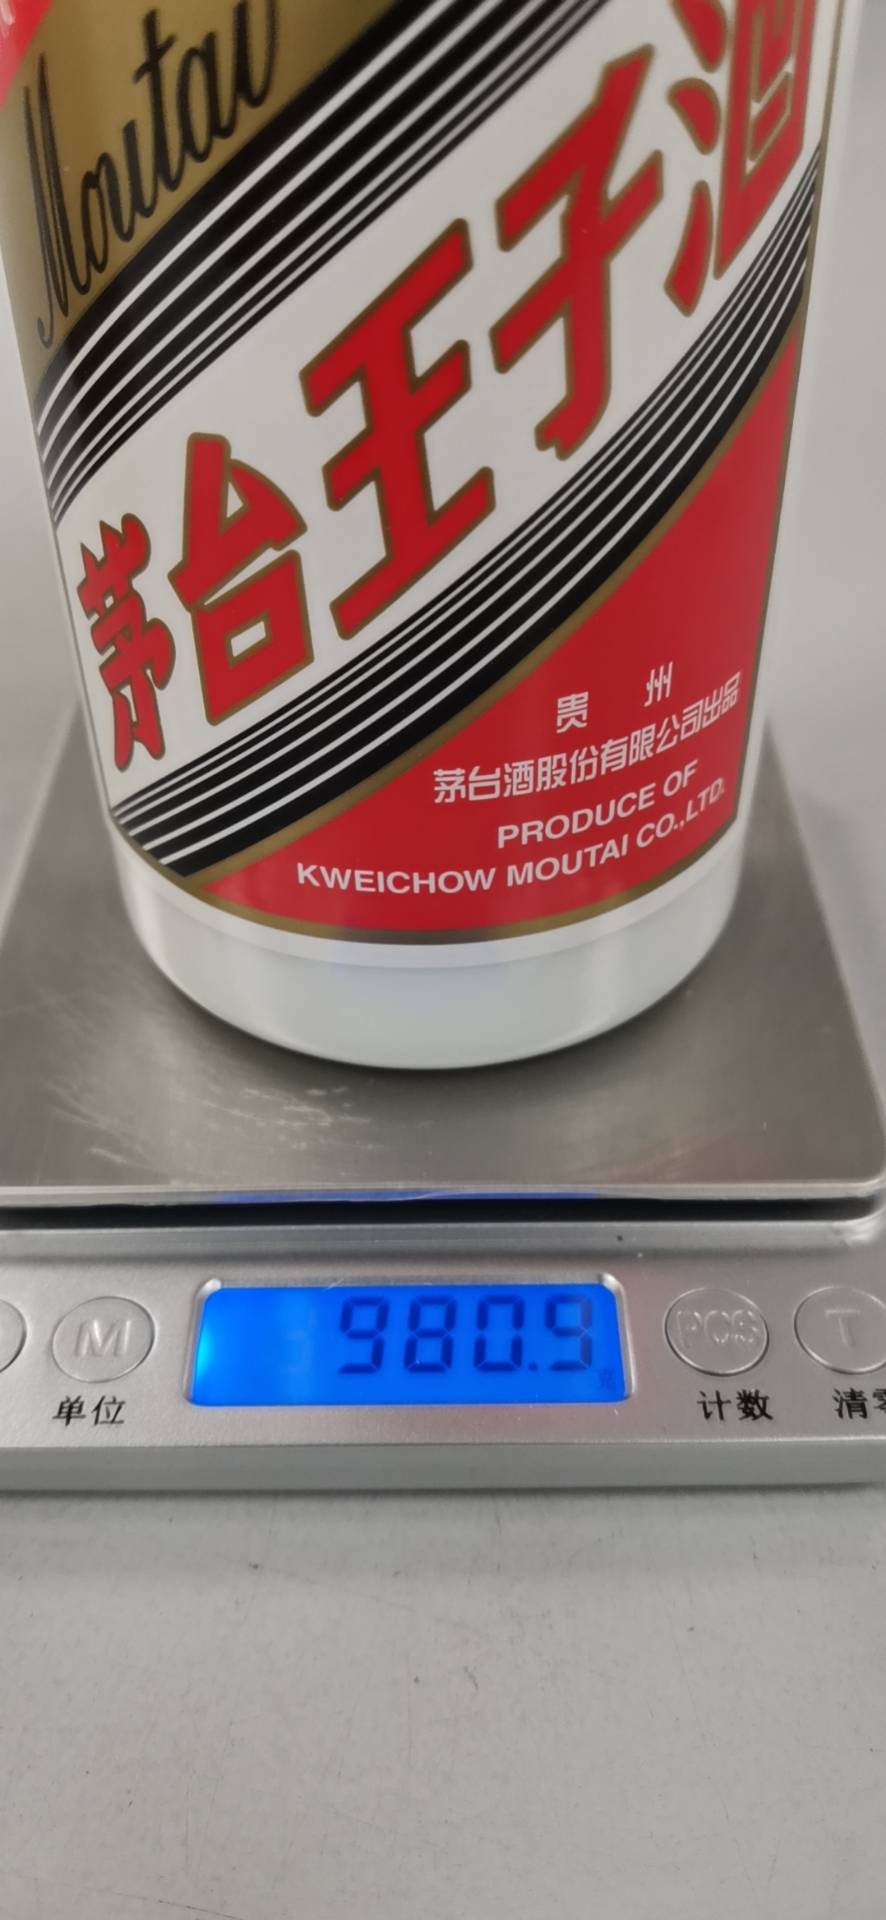 Moutai
茅台王子酒
贵 州
茅台酒股份有限公司出品
PRODUCE OF
KWEICHOW MOUTAI CO.,LTD.
980.9
克
M
PCS
T
单位
计数
清